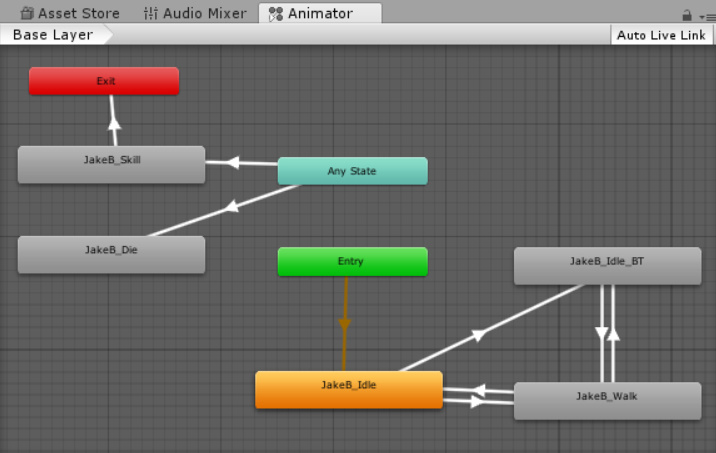 Asset Store Audio Mixer Animator
Base Layer Auto Live Link
Exit
JakeB_Skill
Any State
JakeB_Die
Entry
JakeB_Idle_BT
JakeB_Idle
JakeB_Walk